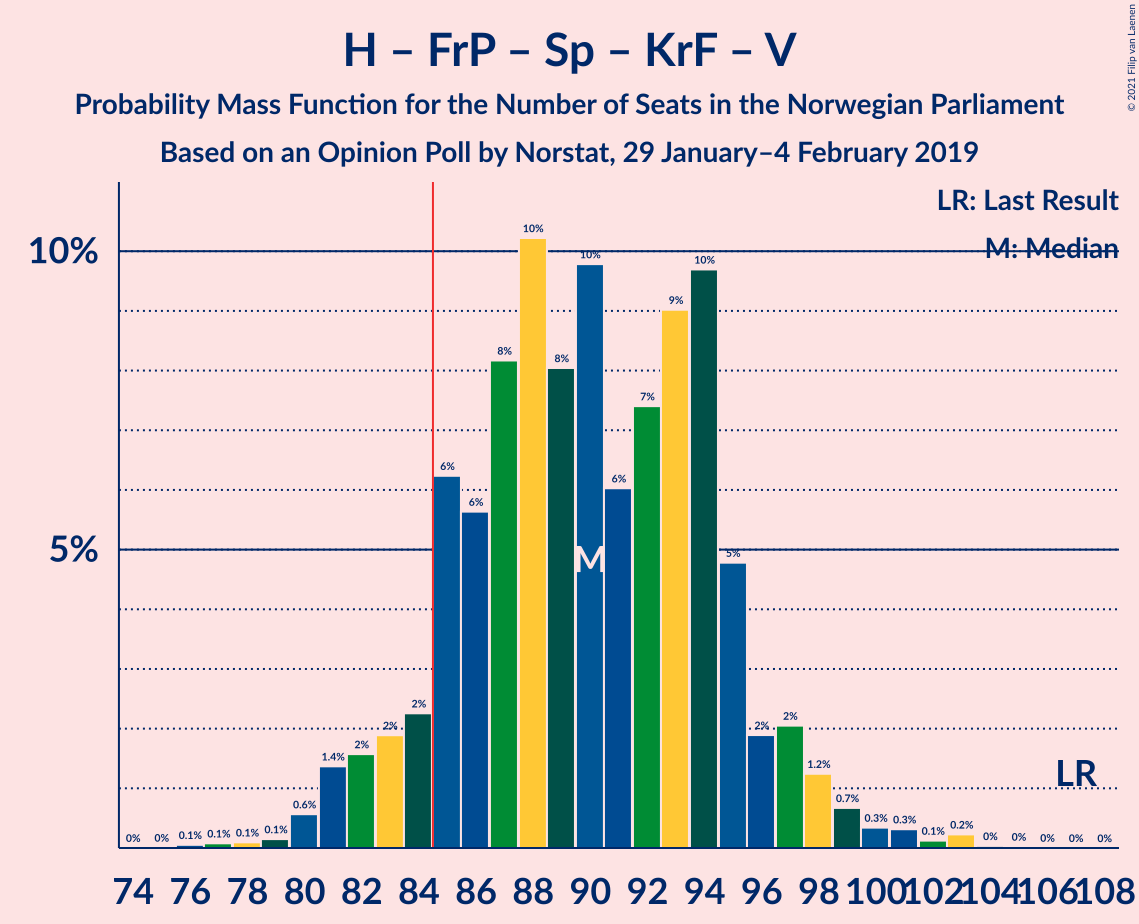 H – FrP – Sp – KrF – V
Probability Mass Function for the Number of Seats in the Norwegian Parliament
Based on an Opinion Poll by Norstat, 29 January–4 February 2019
© 2021 Filip van Laenen
LR: Last Result
M: Median
10%
5%
0% 0% 0.1% 0.1% 0.1% 0.1% 0.6% 1.4% 2% 2% 2% 6% 6% 8% 10% 8% 10% 6% 7% 9% 10% 5% 2% 2% 1.2% 0.7% 0.3% 0.3% 0.1% 0.2% 0% 0% 0% 0% 0%
M
LR
74 76 78 80 82 84 86 88 90 92 94 96 98 100 102 104 106 108